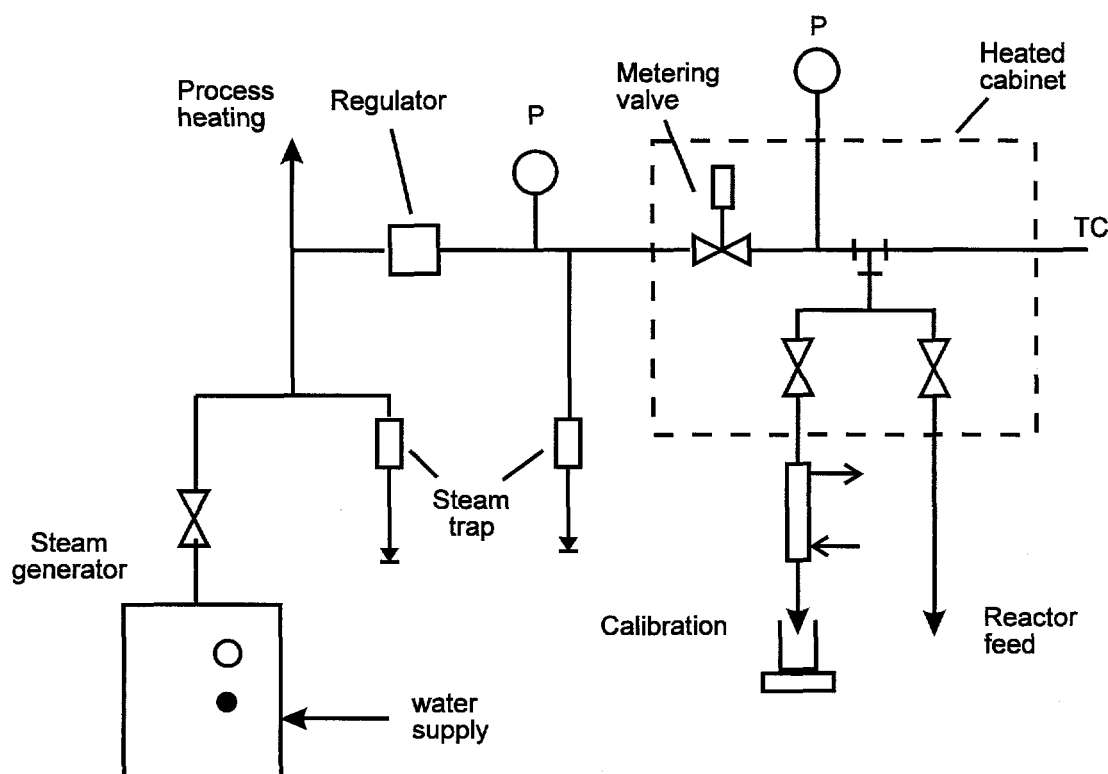 P
Heated
cabinet
Metering
valve
Process
heating
Regulator
P
TC
Steam
trap
Steam
generator
Calibration
Reactor
feed
water
supply